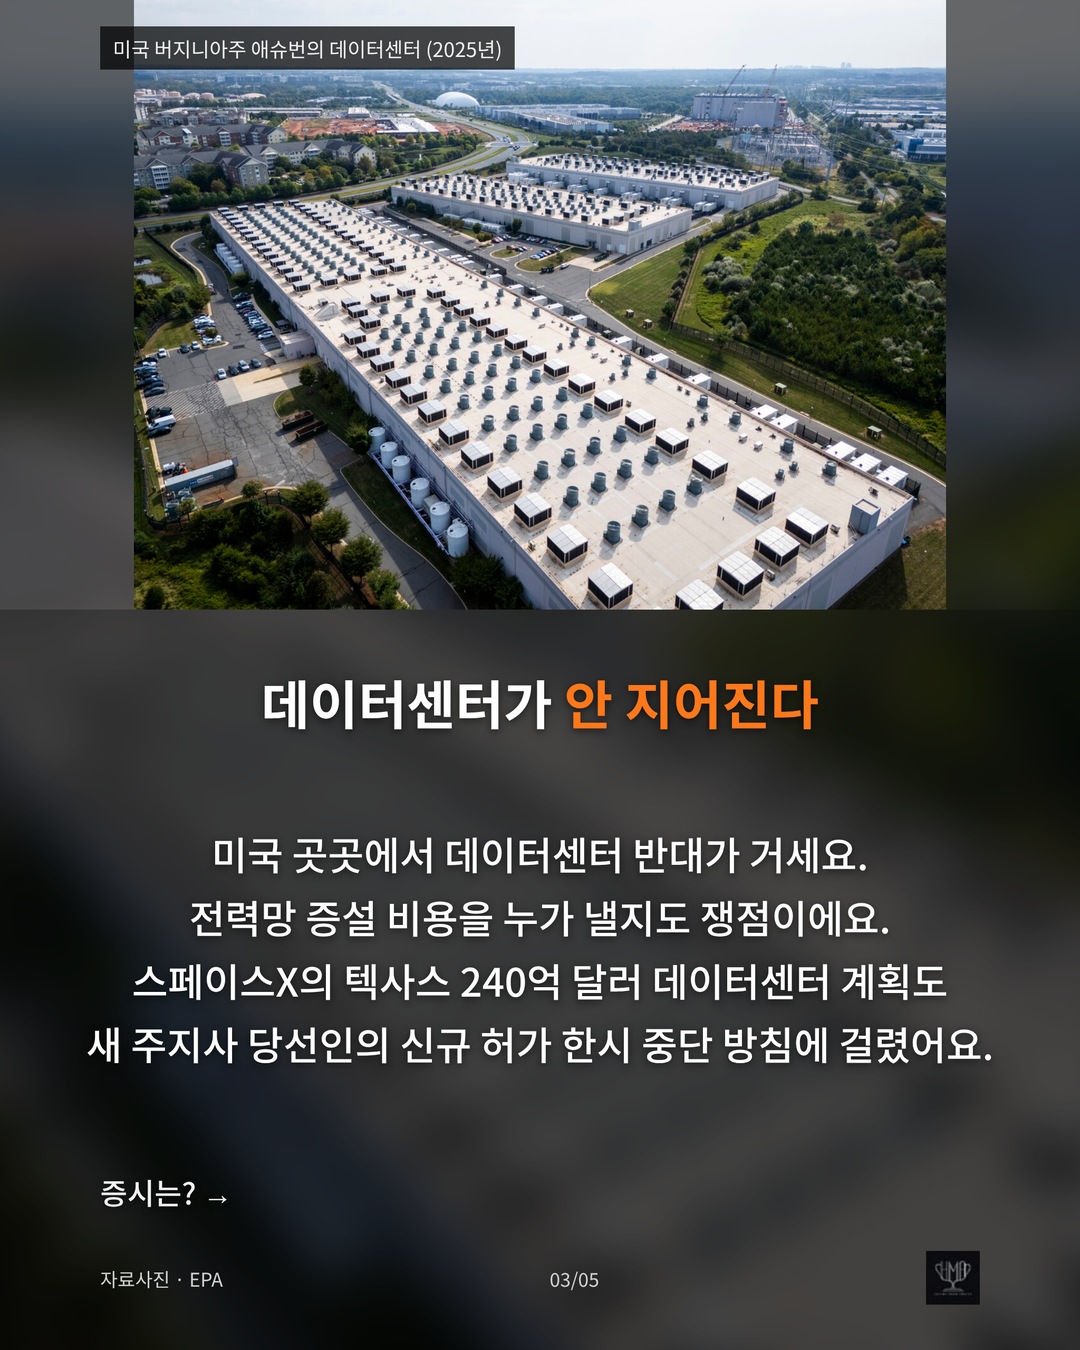 미국 버지니아주 애슈번의 데이터센터 (2025년)
데이터센터가 안 지어진다
미국 곳곳에서 데이터센터 반대가 거세요.
전력망 증설 비용을 누가 낼지도 쟁점이에요.
스페이스X의 텍사스 240억 달러 데이터센터 계획도
새 주지사 당선인의 신규 허가 한시 중단 방침에 걸렸어요.
증시는? →
자료사진 · EPA
03/05